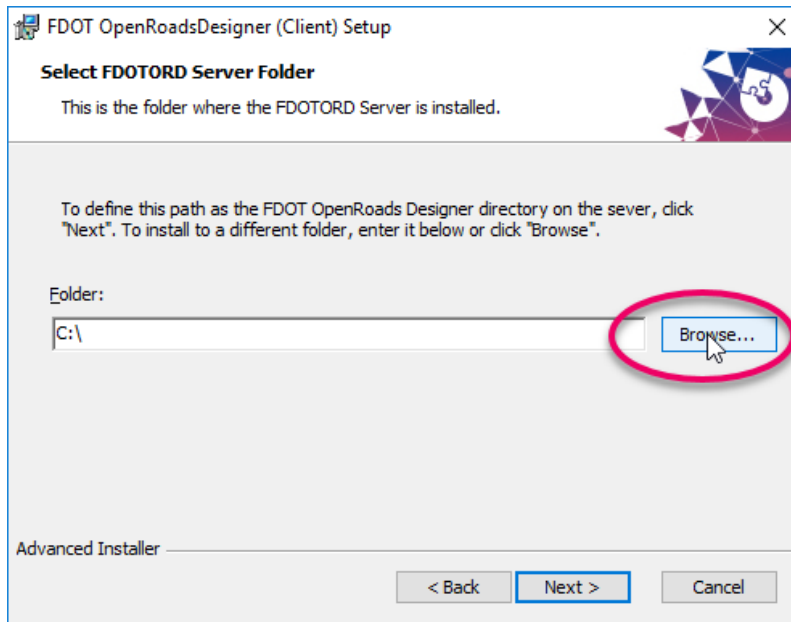 FDOT OpenRoadsDesigner (Client) Setup
Select FDOTORD Server Folder
This is the folder where the FDOTORD Server is installed.
To define this path as the FDOT OpenRoads Designer directory on the sever, click
"Next". To install to a different folder, enter it below or click "Browse".
Folder:
C:\
Browse...
Advanced Installer
< Back
Next >
Cancel